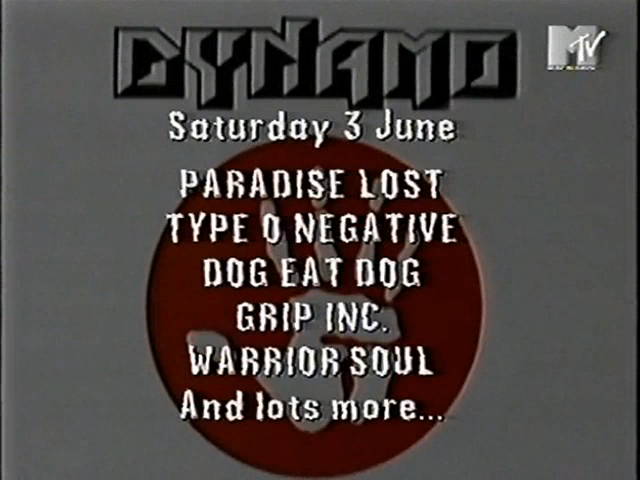 DYNAMO
MTV
Saturday 3 June
PARADISE LOST
TYPE O NEGATIVE
DOG EAT DOG
GRIP INC.
WARRIOR SOUL
And lots more...